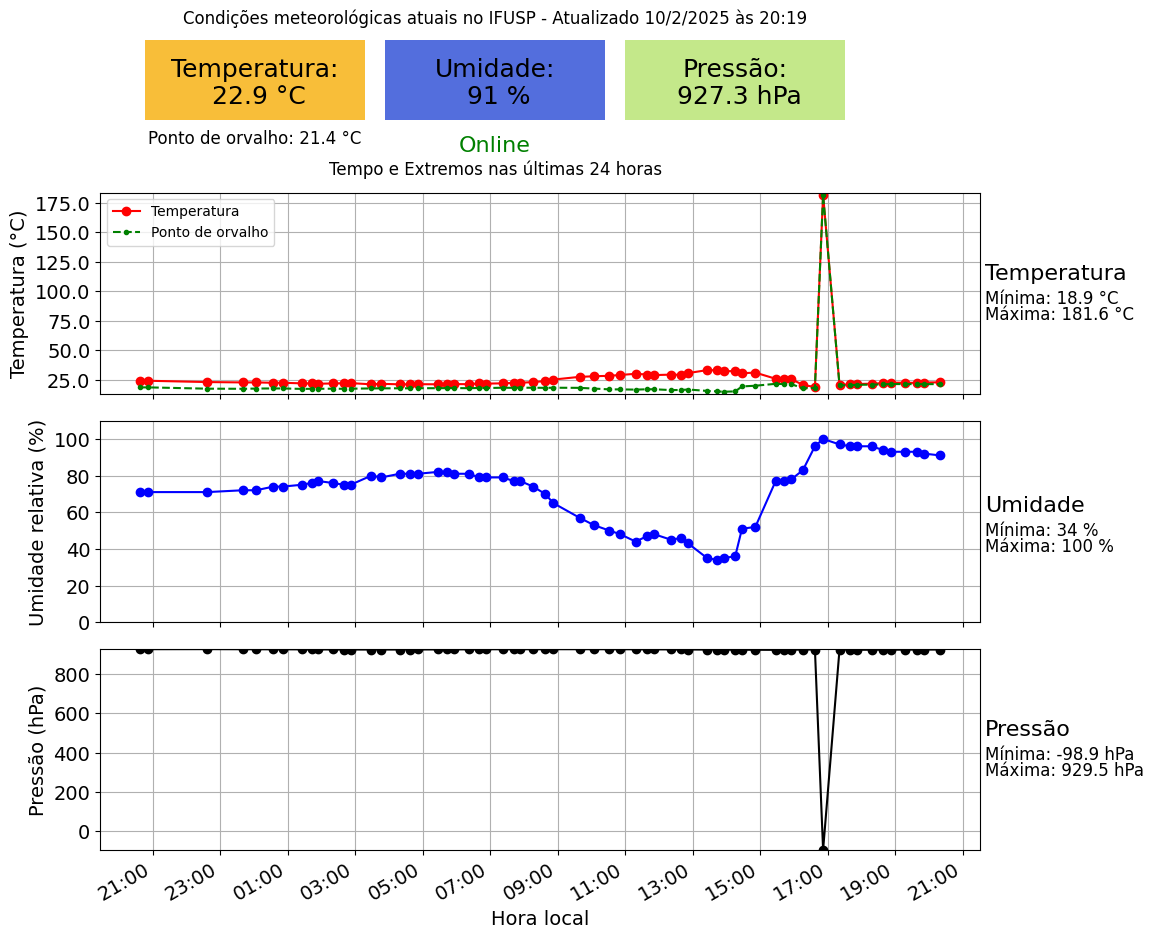 Condições meteorológicas atuais no IFUSP - Atualizado 10/2/2025 às 20:19
Temperatura:
22.9 °C
Umidade:
91 %
Pressão:
927.3 hPa
Ponto de orvalho: 21.4 °C
Online
Tempo e Extremos nas últimas 24 horas
Temperatura (°C)
175.0
150.0
125.0
100.0
75.0
50.0
25.0
Temperatura
Ponto de orvalho
Temperatura
Mínima: 18.9 °C
Máxima: 181.6 °C
Umidade relativa (%)
100
80
60
40
20
0
Umidade
Mínima: 34 %
Máxima: 100 %
Pressão (hPa)
800
600
400
200
0
Pressão
Mínima: -98.9 hPa
Máxima: 929.5 hPa
21:00 23:00 01:00 03:00 05:00 07:00 09:00 11:00 13:00 15:00 17:00 19:00 21:00
Hora local